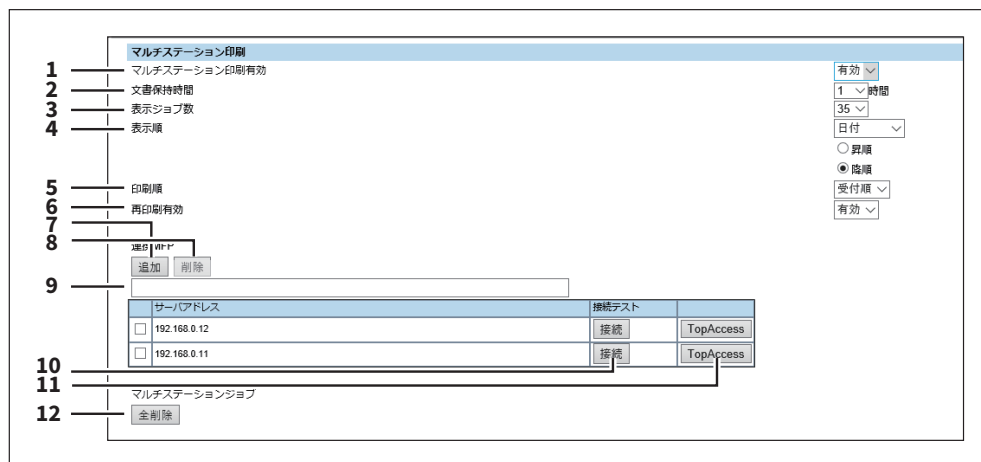 マルチステーション印刷
1 マルチステーション印刷有効 有効
2 文書保持時間 1 時間
3 表示ジョブ数 35
4 表示順 日付
昇順
降順
5 印刷順 受付順
6 再印刷有効 有効
7
8 連携MFP
追加 削除
9
サーバアドレス 接続テスト
192.168.0.12 接続 TopAccess
192.168.0.11 接続 TopAccess
10
11
マルチステーションジョブ
12 全削除